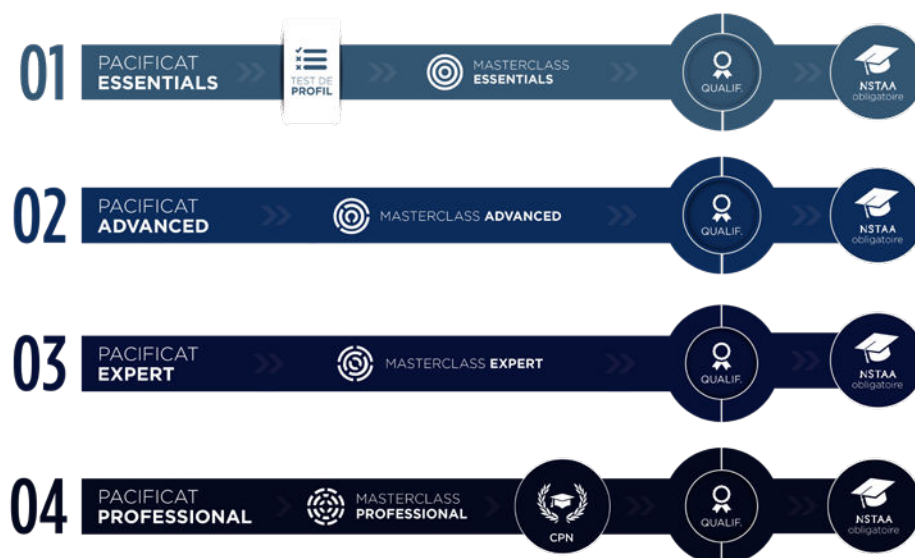 01
PACIFICAT
ESSENTIALS
TEST DE
PROFIL
MASTERCLASS
ESSENTIALS
QUALIF.
NSTAA
obligatoire
02
PACIFICAT
ADVANCED
MASTERCLASS ADVANCED
QUALIF.
NSTAA
obligatoire
03
PACIFICAT
EXPERT
MASTERCLASS EXPERT
QUALIF.
NSTAA
obligatoire
04
PACIFICAT
PROFESSIONAL
MASTERCLASS
PROFESSIONAL
CPN
QUALIF.
NSTAA
obligatoire